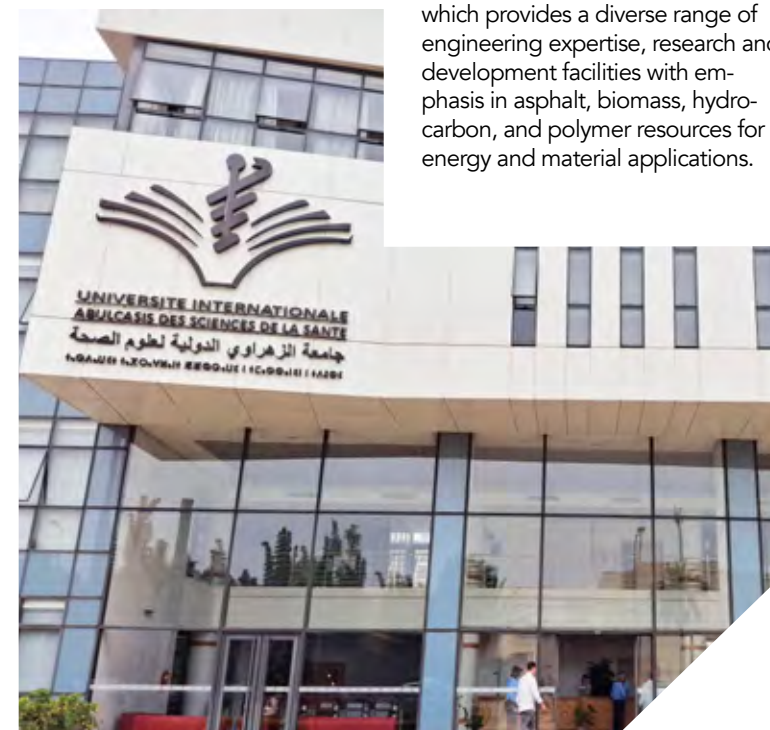 which provides a diverse range of
engineering expertise, research and
development facilities with em-
phasis in asphalt, biomass, hydro-
carbon, and polymer resources for
energy and material applications.
UNIVERSITE INTERNATIONALE
ABULCASIS DES SCIENCES DE LA SANTE
جامعة الزهراوي الدولية لعلوم الصحة